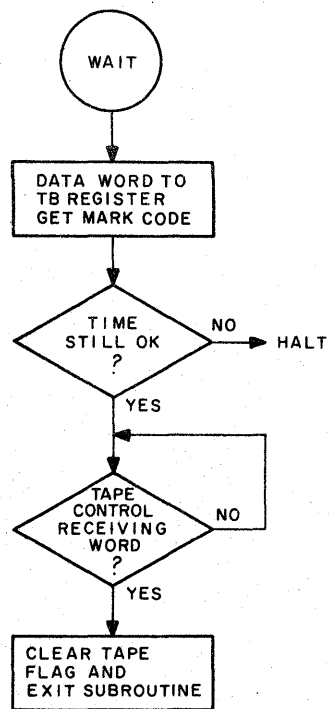 WAIT
DATA WORD TO
TB REGISTER
GET MARK CODE
TIME
STILL OK
?
NO
HALT
YES
TAPE
CONTROL
RECEIVING
WORD
?
NO
YES
CLEAR TAPE
FLAG AND
EXIT SUBROUTINE